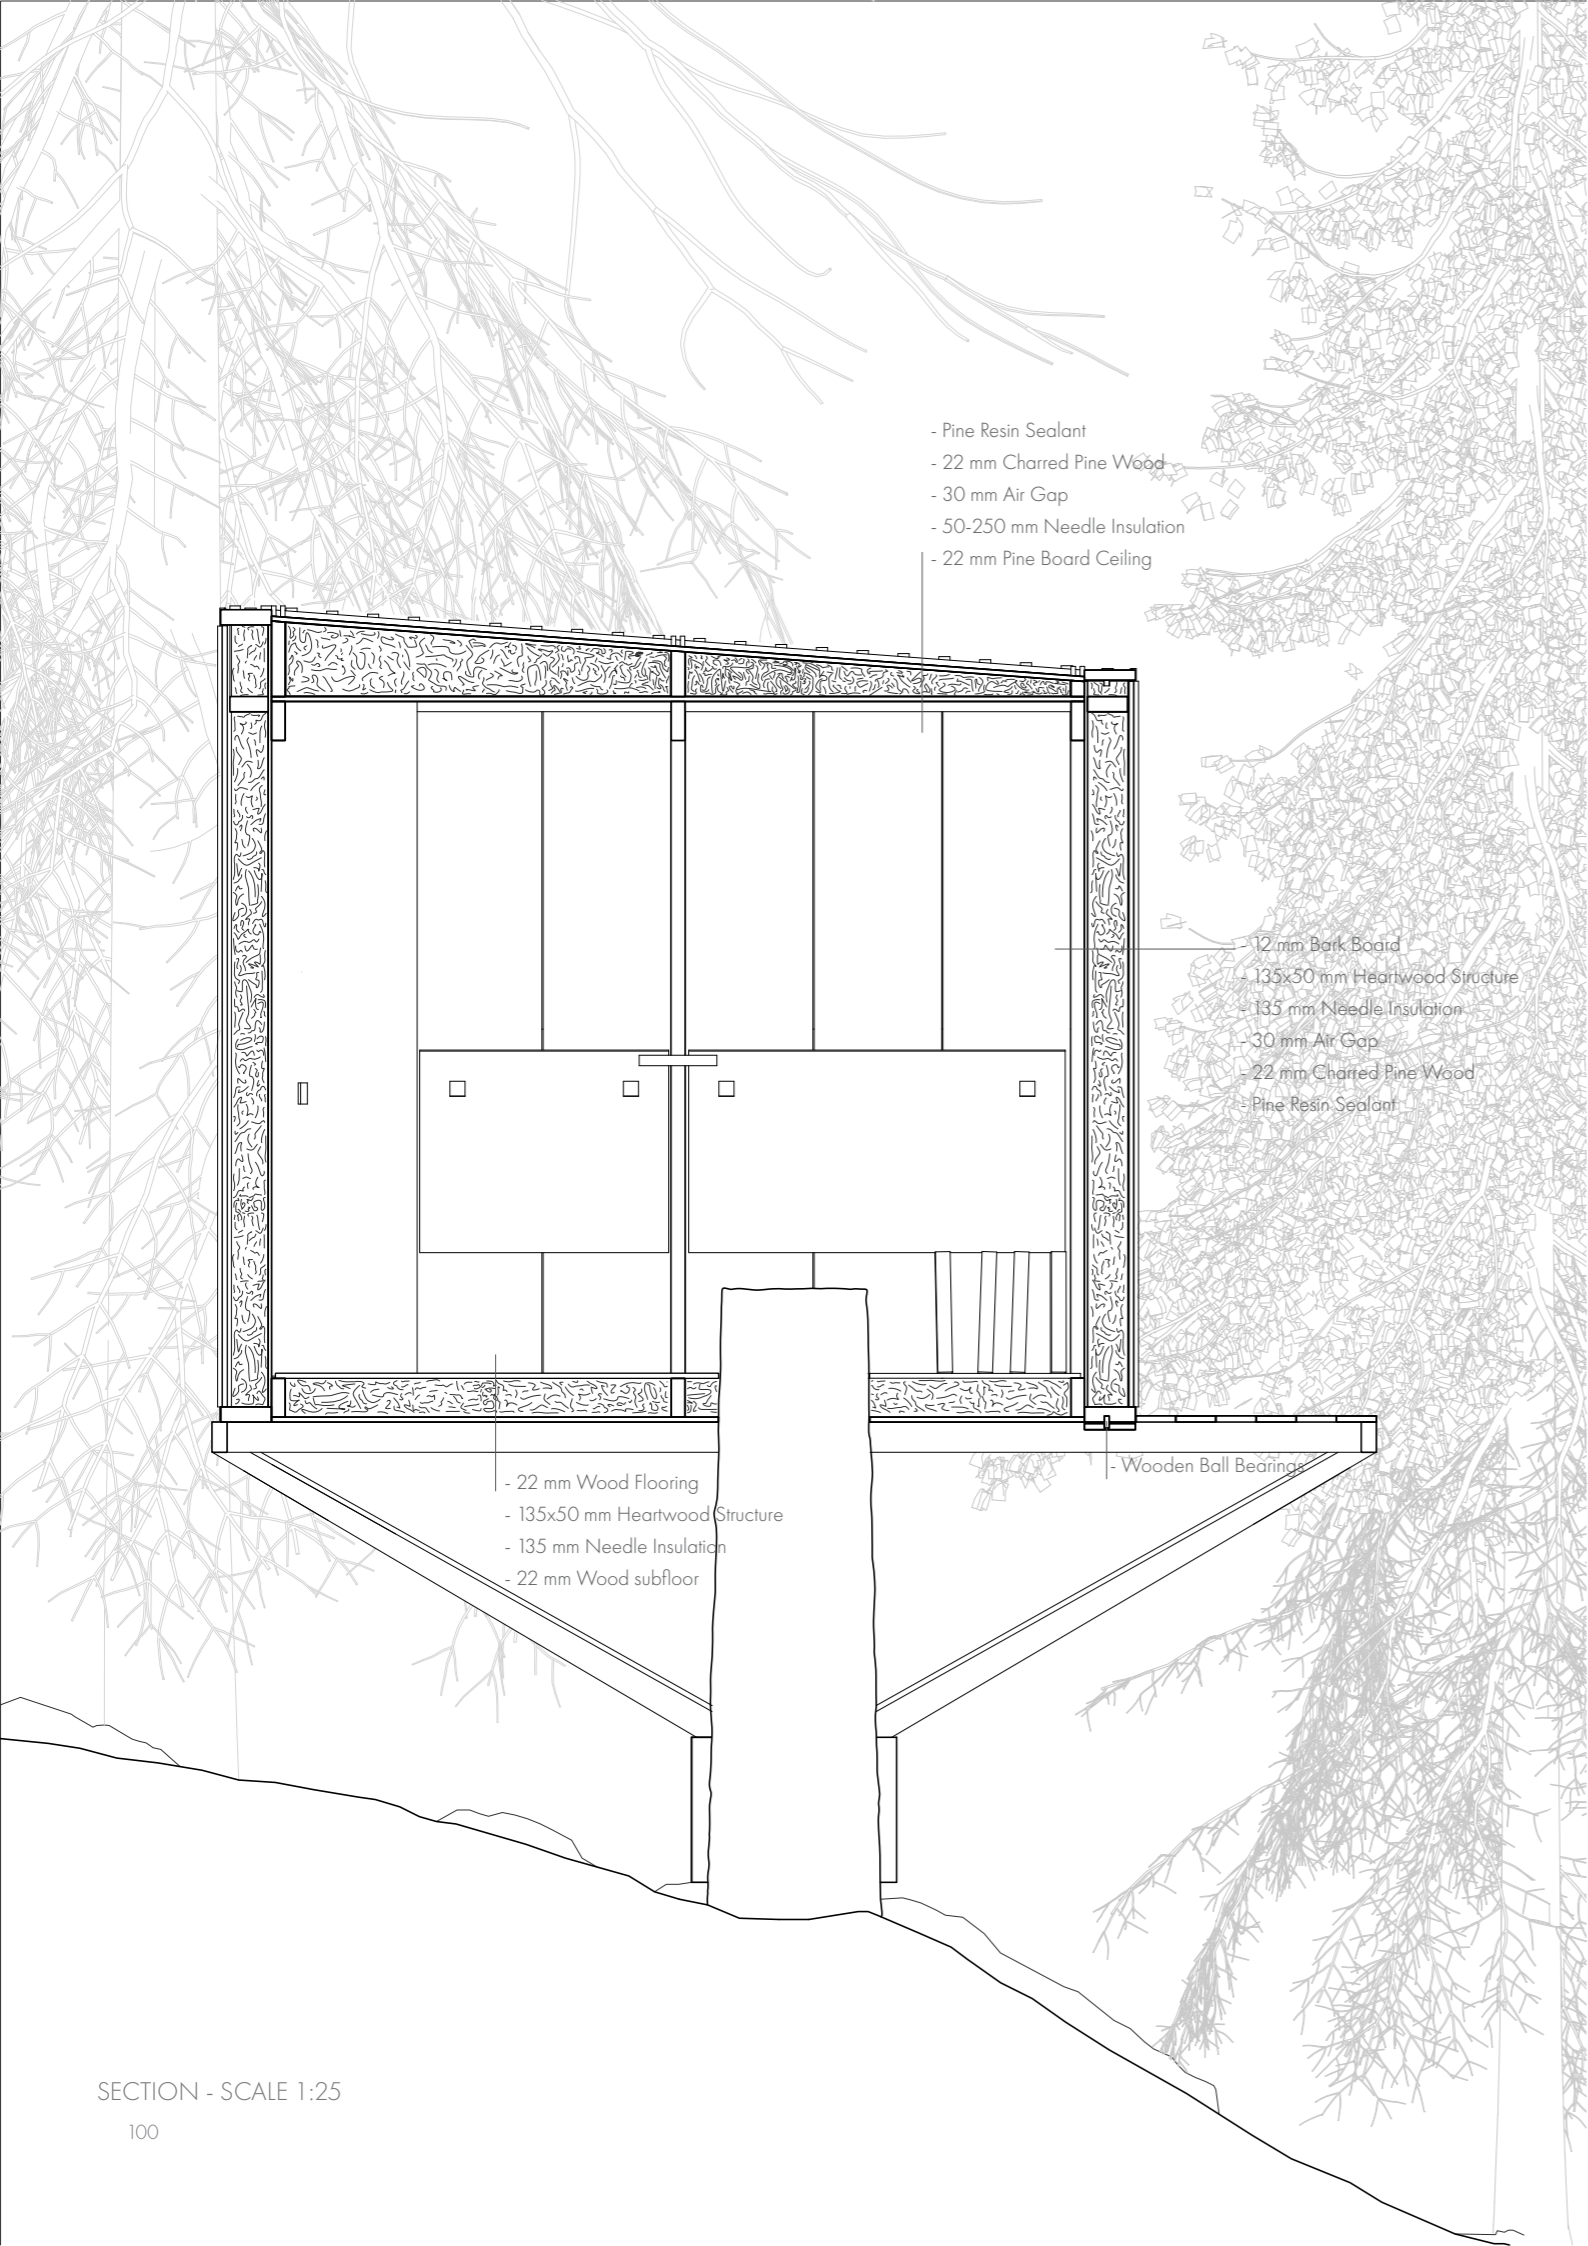 - Pine Resin Sealant
- 22 mm Charred Pine Wood
- 30 mm Air Gap
- 50-250 mm Needle Insulation
- 22 mm Pine Board Ceiling
- 12 mm Bark Board
- 135x50 mm Heartwood Structure
- 135 mm Needle Insulation
- 30 mm Air Gap
- 22 mm Charred Pine Wood
- Pine Resin Sealant
- Wooden Ball Bearings
- 22 mm Wood Flooring
- 135x50 mm Heartwood Structure
- 135 mm Needle Insulation
- 22 mm Wood subfloor
SECTION - SCALE 1:25
100